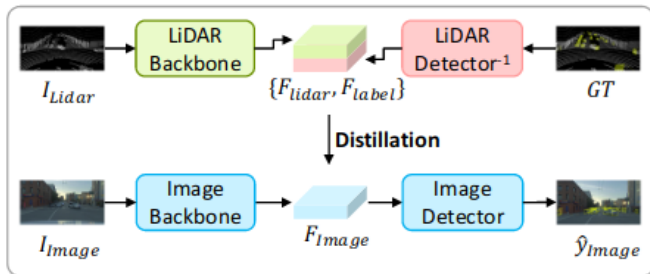 LiDAR
Backbone
LiDAR
Detector⁻¹
I_Lidar
{F_lidar, F_label}
GT
Distillation
Image
Backbone
Image
Detector
I_Image
F_Image
ŷ_Image